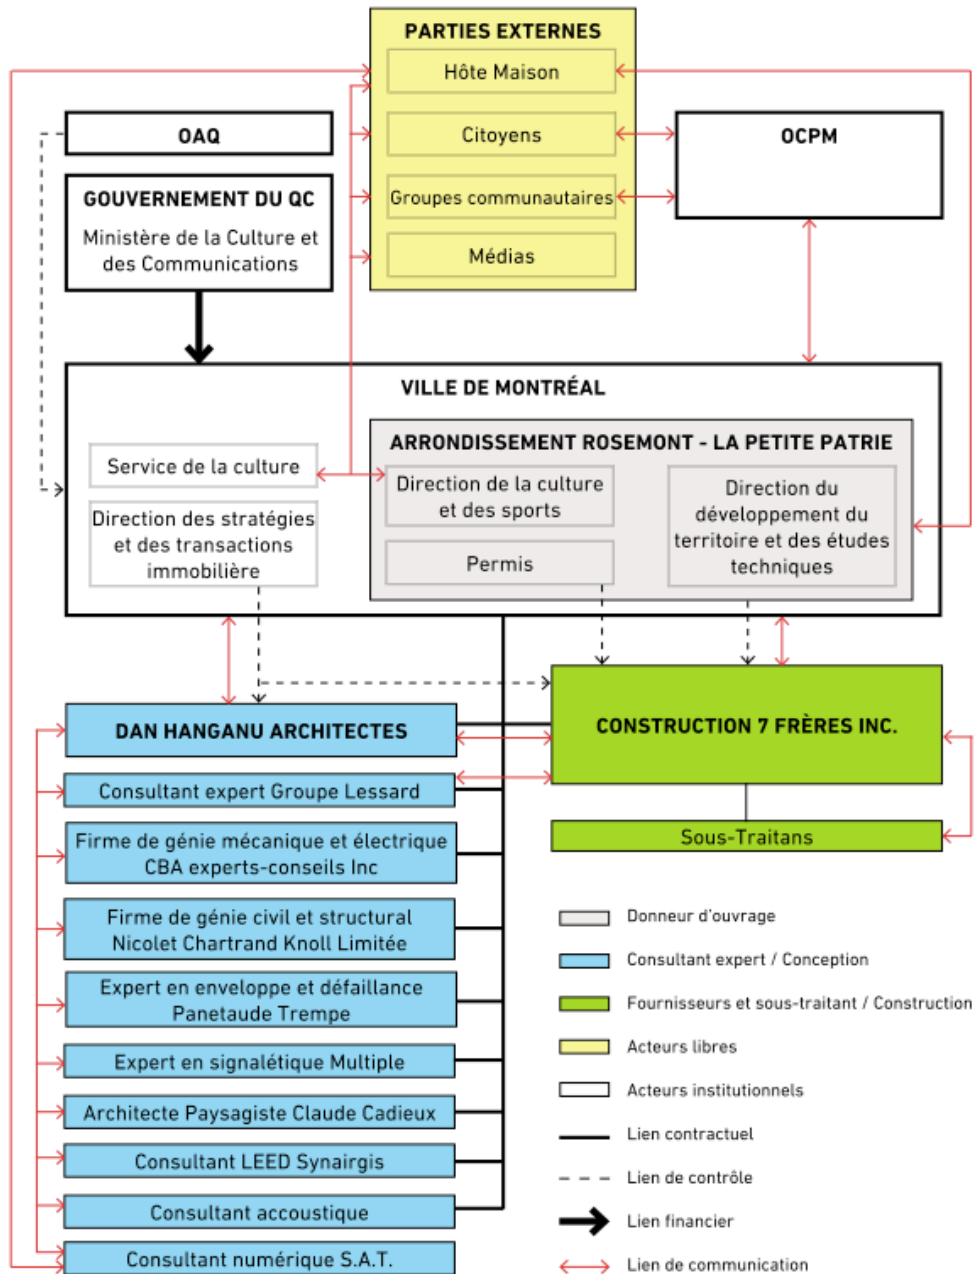 PARTIES EXTERNES
Hôte Maison
Citoyens
Groupes communautaires
Médias
OAQ
OCPM
GOUVERNEMENT DU QC
Ministère de la Culture et
des Communications
VILLE DE MONTRÉAL
Service de la culture
Direction des stratégies
et des transactions
immobilière
ARRONDISSEMENT ROSEMONT - LA PETITE PATRIE
Direction de la culture
et des sports
Permis
Direction du
développement du
territoire et des études
techniques
DAN HANGANU ARCHITECTES
Consultant expert Groupe Lessard
Firme de génie mécanique et électrique
CBA experts-conseils Inc
Firme de génie civil et structural
Nicolet Chartrand Knoll Limitée
Expert en enveloppe et défaillance
Panetaude Trempe
Expert en signalétique Multiple
Architecte Paysagiste Claude Cadieux
Consultant LEED Synairgis
Consultant accoustique
Consultant numérique S.A.T.
CONSTRUCTION 7 FRÈRES INC.
Sous-Traitans
Donneur d'ouvrage
Consultant expert / Conception
Fournisseurs et sous-traitant / Construction
Acteurs libres
Acteurs institutionnels
Lien contractuel
Lien de contrôle
Lien financier
Lien de communication